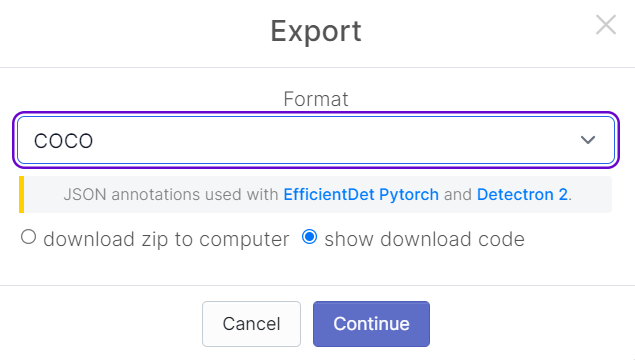 Export
Format
COCO
JSON annotations used with EfficientDet Pytorch and Detectron 2.
download zip to computer show download code
Cancel Continue